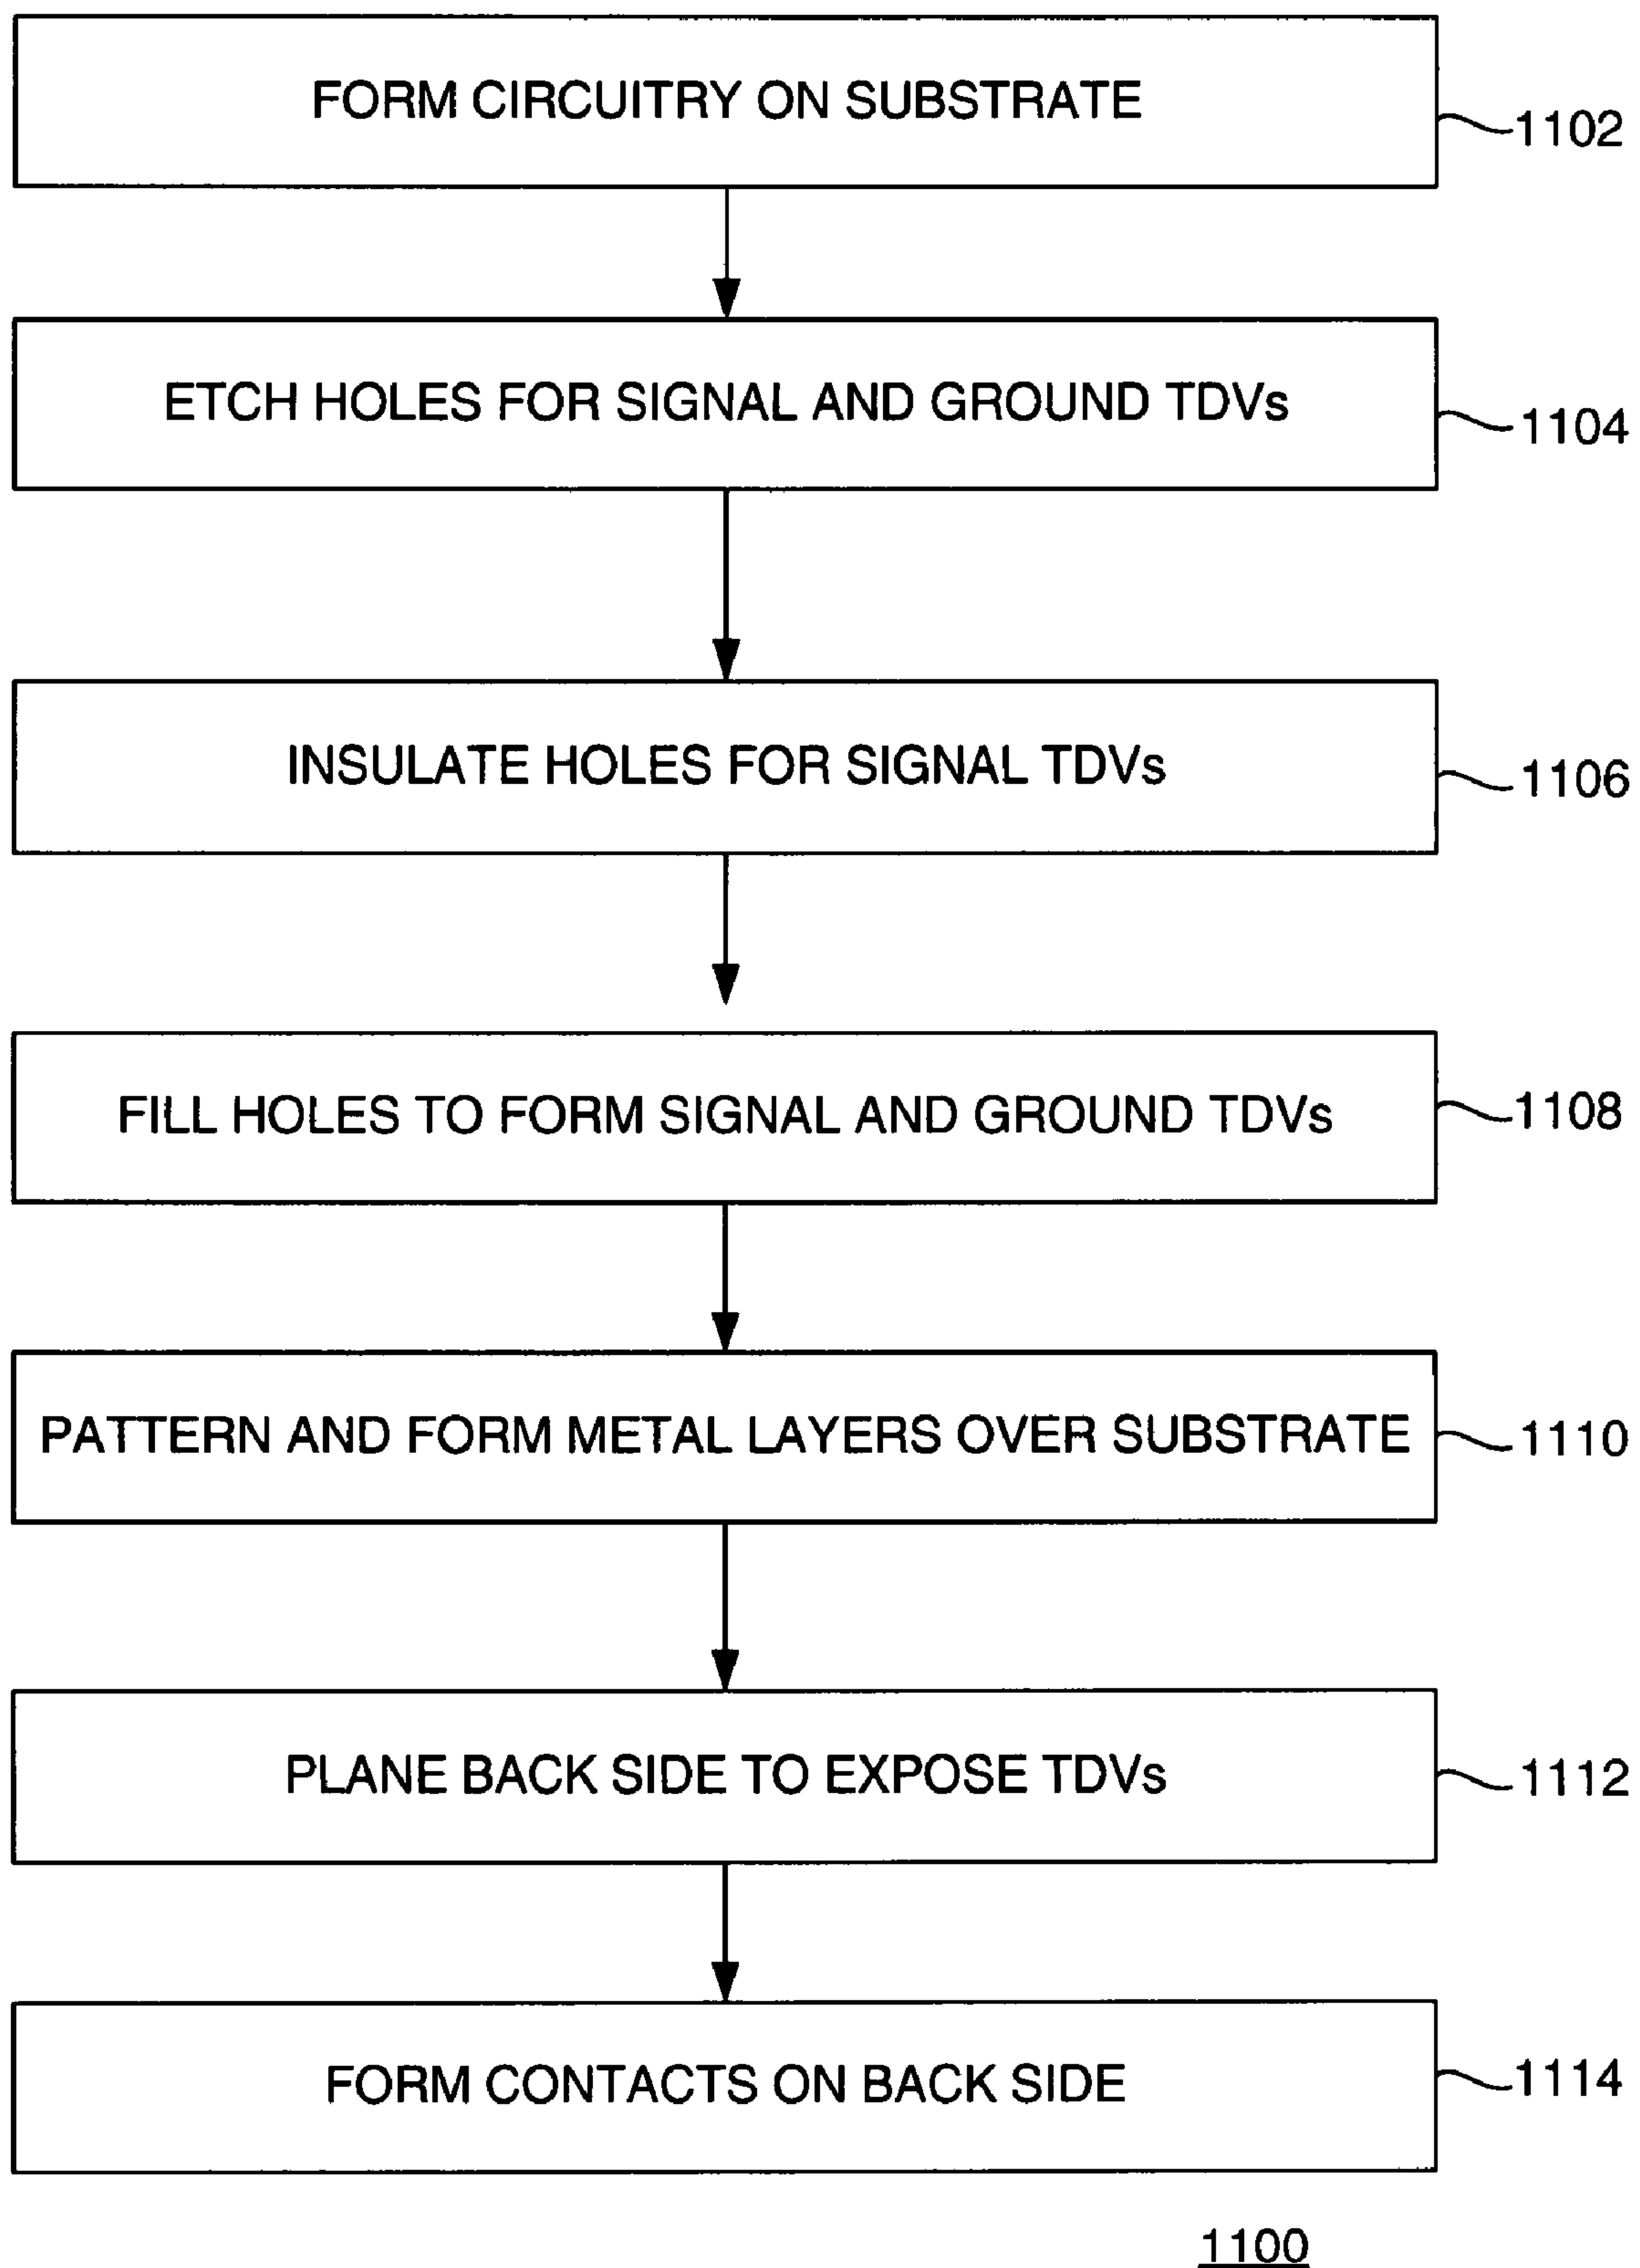 FORM CIRCUITRY ON SUBSTRATE
1102
ETCH HOLES FOR SIGNAL AND GROUND TDVs
1104
INSULATE HOLES FOR SIGNAL TDVs
1106
FILL HOLES TO FORM SIGNAL AND GROUND TDVs
1108
PATTERN AND FORM METAL LAYERS OVER SUBSTRATE
1110
PLANE BACK SIDE TO EXPOSE TDVs
1112
FORM CONTACTS ON BACK SIDE
1114
1100